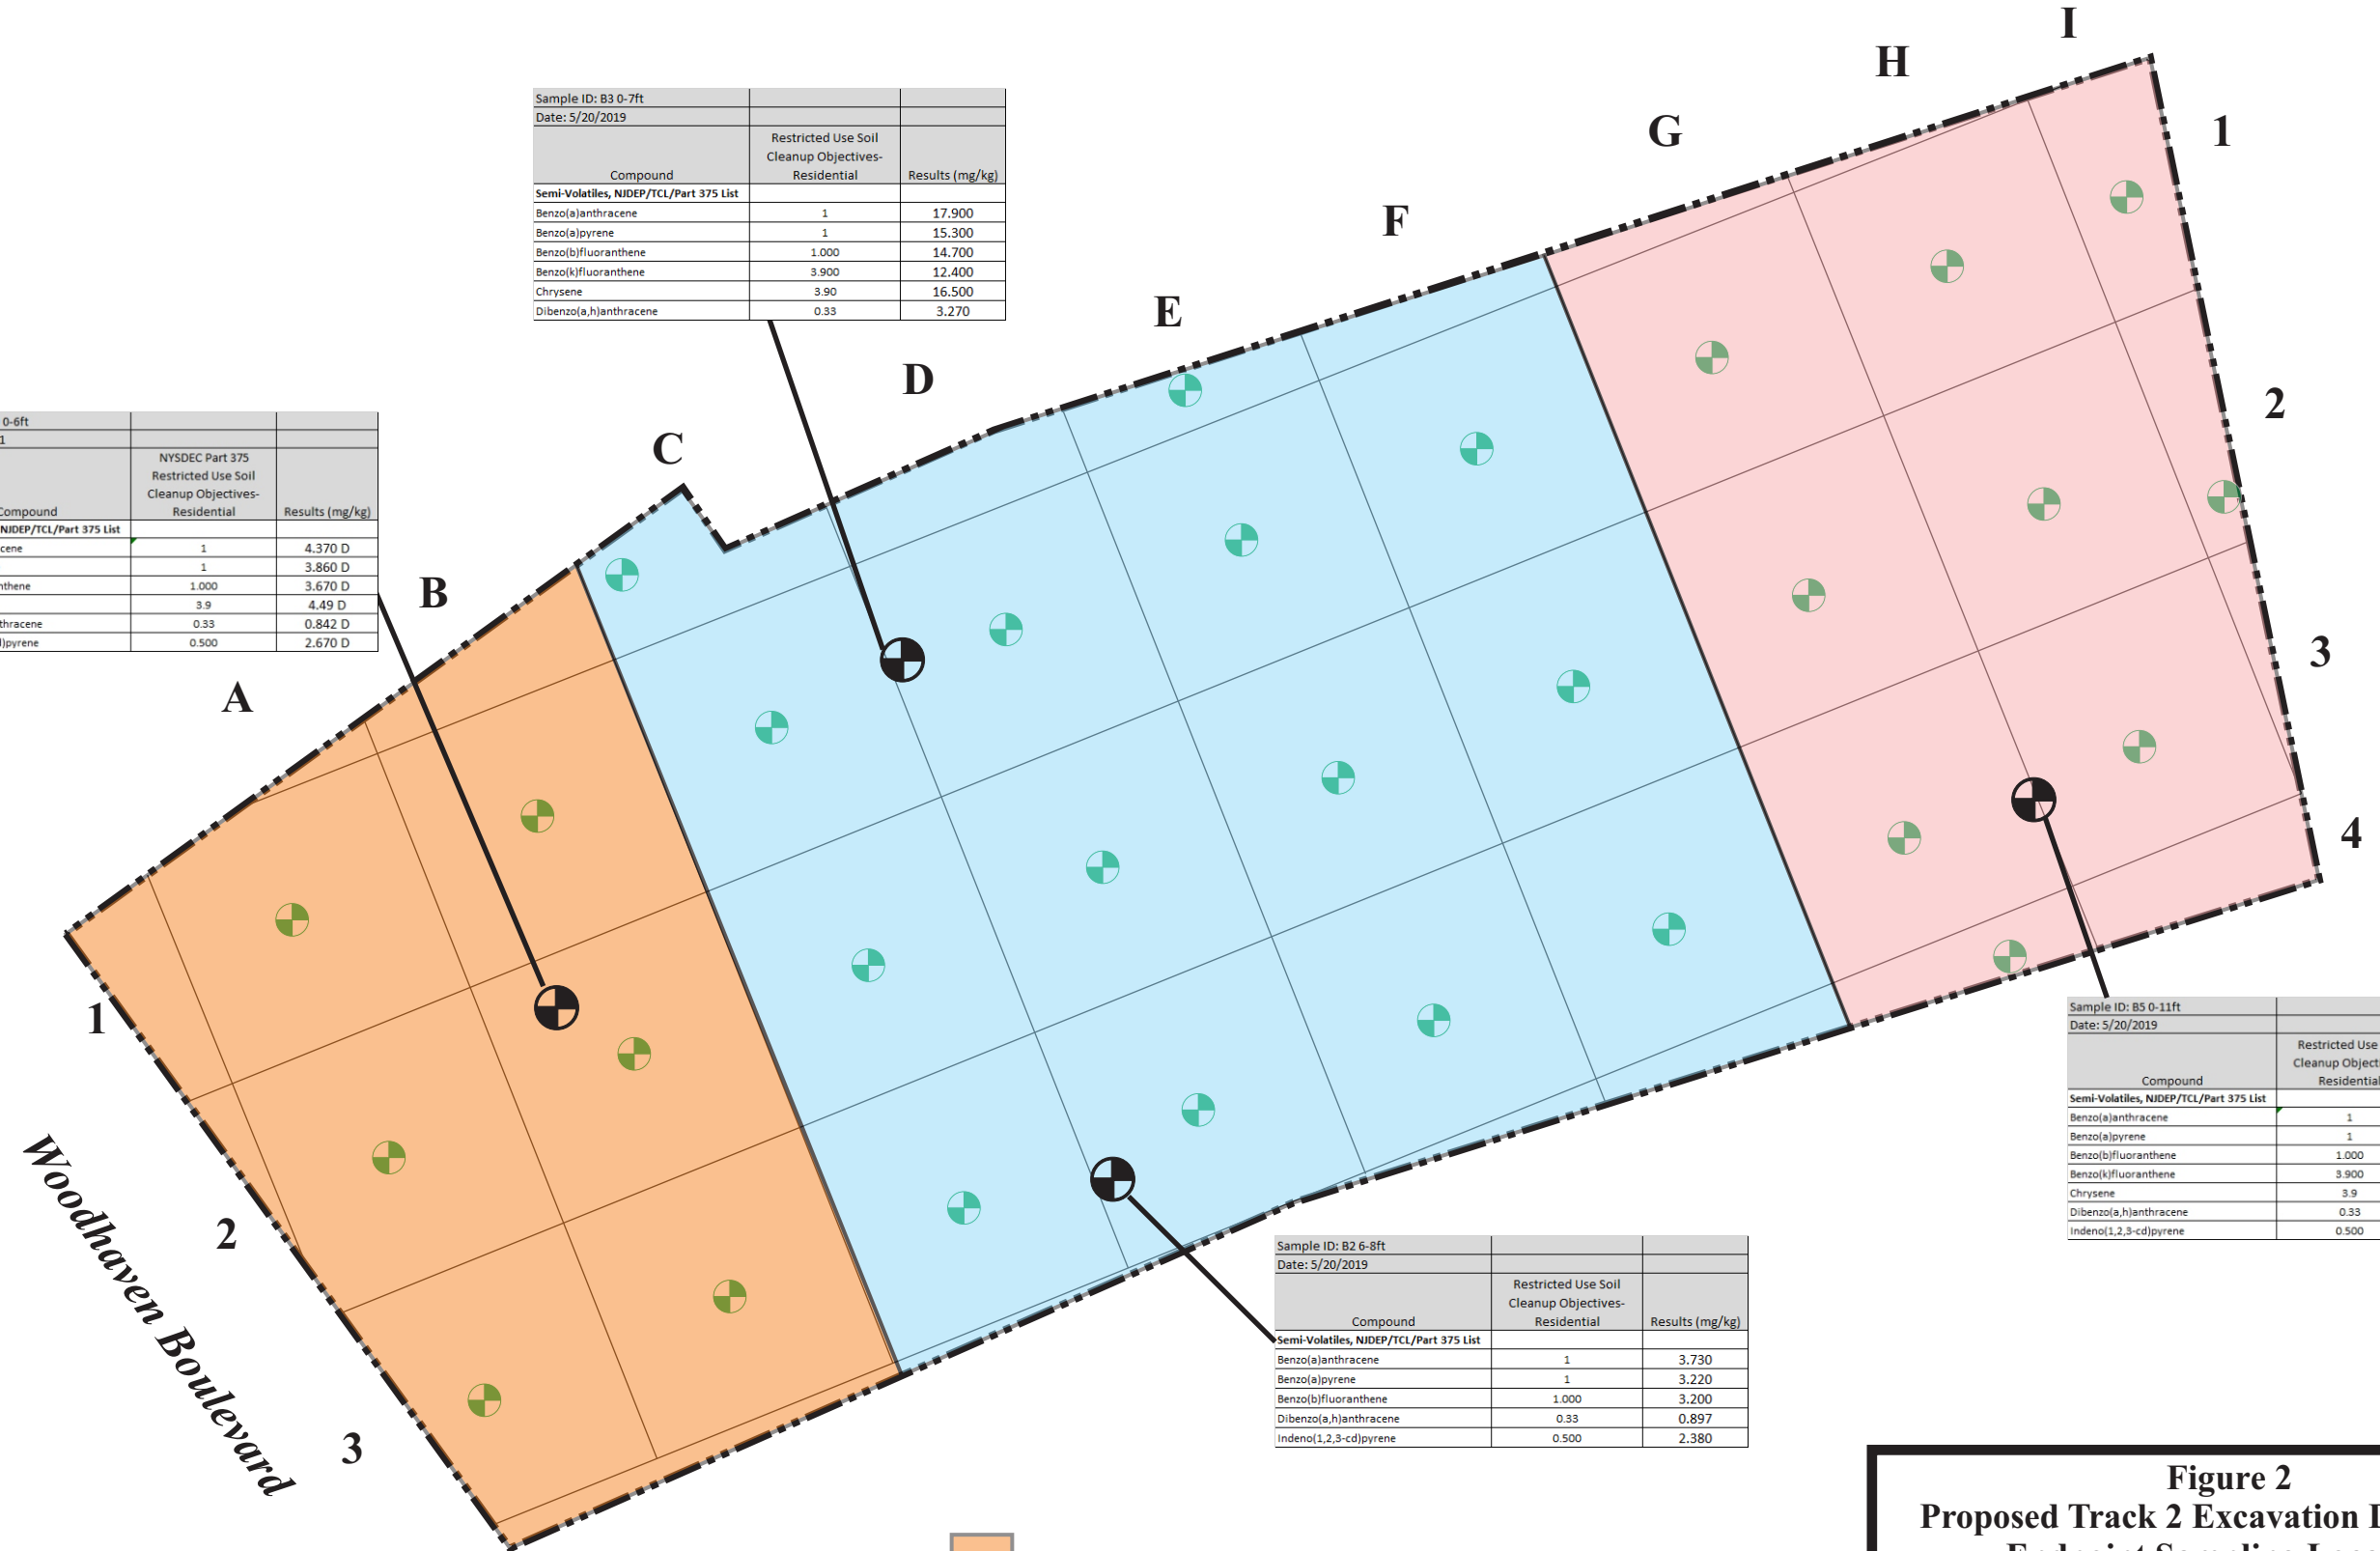 I
H
G
F
E
D
C
B
A
1
2
3
4
1
2
3
Woodhaven Boulevard
Sample ID: B3 0-7ft
Date: 5/20/2019
Restricted Use Soil
Cleanup Objectives-
Compound Residential Results (mg/kg)
Semi-Volatiles, NJDEP/TCL/Part 375 List
Benzo(a)anthracene 1 17.900
Benzo(a)pyrene 1 15.300
Benzo(b)fluoranthene 1.000 14.700
Benzo(k)fluoranthene 3.900 12.400
Chrysene 3.90 16.500
Dibenzo(a,h)anthracene 0.33 3.270
0-6ft
1
NYSDEC Part 375
Restricted Use Soil
Cleanup Objectives-
Compound Residential Results (mg/kg)
NJDEP/TCL/Part 375 List
cene 1 4.370 D
1 3.860 D
nthene 1.000 3.670 D
3.9 4.49 D
thracene 0.33 0.842 D
)pyrene 0.500 2.670 D
Sample ID: B5 0-11ft
Date: 5/20/2019
Restricted Use
Cleanup Objecti
Compound Residential
Semi-Volatiles, NJDEP/TCL/Part 375 List
Benzo(a)anthracene 1
Benzo(a)pyrene 1
Benzo(b)fluoranthene 1.000
Benzo(k)fluoranthene 3.900
Chrysene 3.9
Dibenzo(a,h)anthracene 0.33
Indeno(1,2,3-cd)pyrene 0.500
Sample ID: B2 6-8ft
Date: 5/20/2019
Restricted Use Soil
Cleanup Objectives-
Compound Residential Results (mg/kg)
Semi-Volatiles, NJDEP/TCL/Part 375 List
Benzo(a)anthracene 1 3.730
Benzo(a)pyrene 1 3.220
Benzo(b)fluoranthene 1.000 3.200
Dibenzo(a,h)anthracene 0.33 0.897
Indeno(1,2,3-cd)pyrene 0.500 2.380
Figure 2
Proposed Track 2 Excavation